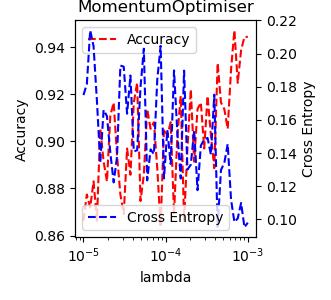 MomentumOptimiser
Accuracy
Cross Entropy
0.94
0.92
0.90
0.88
0.86
Accuracy
0.22
0.20
0.18
0.16
0.14
0.12
0.10
Cross Entropy
10⁻⁵
10⁻⁴
10⁻³
lambda